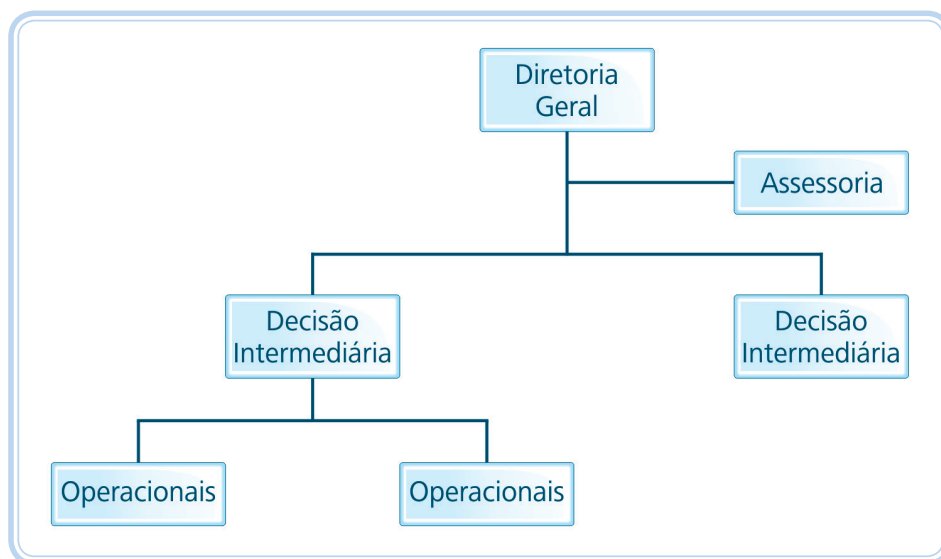 Diretoria
Geral
Assessoria
Decisão
Intermediária
Decisão
Intermediária
Operacionais
Operacionais